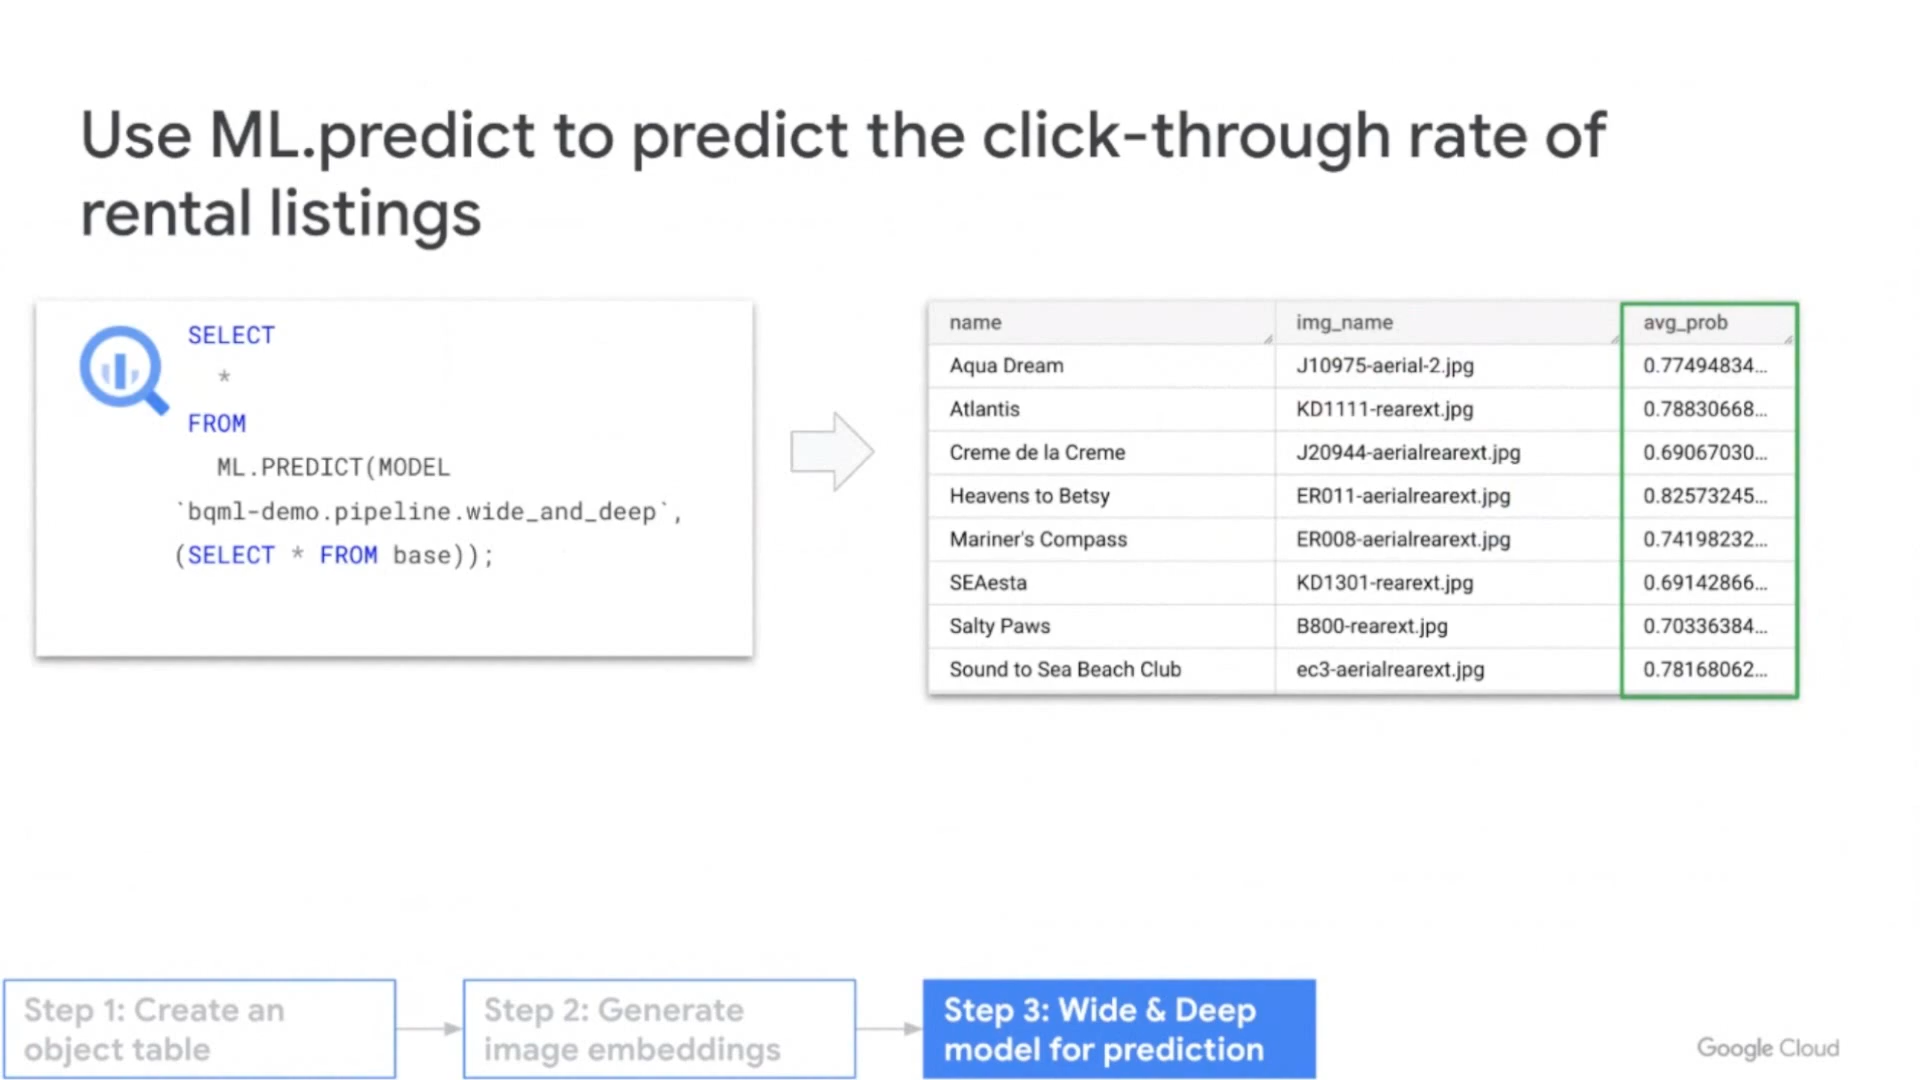 Use ML.predict to predict the click-through rate of
rental listings
SELECT
*
FROM
ML.PREDICT(MODEL
`bqml-demo.pipeline.wide_and_deep`,
(SELECT * FROM base));
name img_name avg_prob
Aqua Dream J10975-aerial-2.jpg 0.77494834...
Atlantis KD1111-rearext.jpg 0.78830668...
Creme de la Creme J20944-aerialrearext.jpg 0.69067030...
Heavens to Betsy ER011-aerialrearext.jpg 0.82573245...
Mariner's Compass ER008-aerialrearext.jpg 0.74198232...
SEAesta KD1301-rearext.jpg 0.69142866...
Salty Paws B800-rearext.jpg 0.70336384...
Sound to Sea Beach Club ec3-aerialrearext.jpg 0.78168062...
Step 1: Create an
object table
Step 2: Generate
image embeddings
Step 3: Wide & Deep
model for prediction
Google Cloud